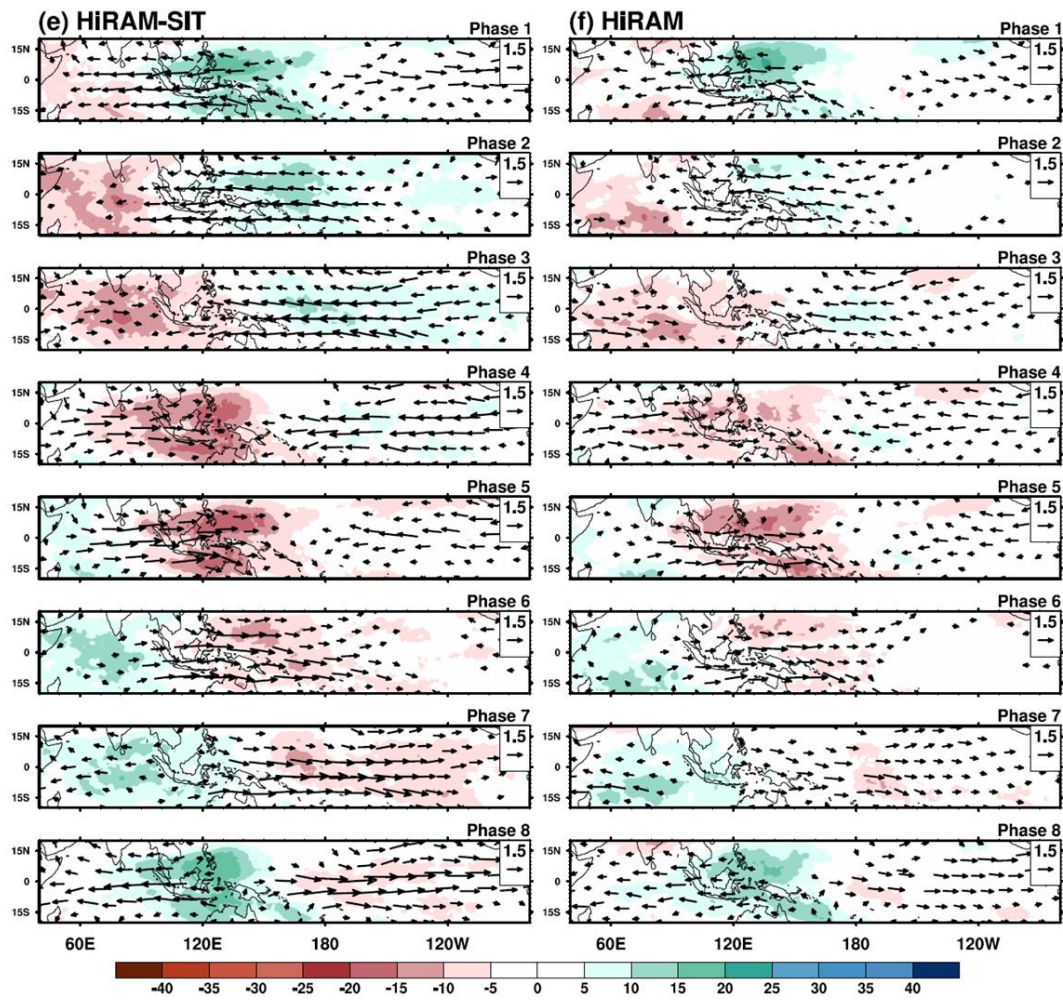 (e) HiRAM-SIT Phase 1 (f) HiRAM Phase 1
15N 1.5 15N 1.5
0 0
15S 15S
Phase 2 Phase 2
15N 1.5 15N 1.5
0 0
15S 15S
Phase 3 Phase 3
15N 1.5 15N 1.5
0 0
15S 15S
Phase 4 Phase 4
15N 1.5 15N 1.5
0 0
15S 15S
Phase 5 Phase 5
15N 1.5 15N 1.5
0 0
15S 15S
Phase 6 Phase 6
15N 1.5 15N 1.5
0 0
15S 15S
Phase 7 Phase 7
15N 1.5 15N 1.5
0 0
15S 15S
Phase 8 Phase 8
15N 1.5 15N 1.5
0 0
15S 15S
60E 120E 180 120W 60E 120E 180 120W
-40 -35 -30 -25 -20 -15 -10 -5 0 5 10 15 20 25 30 35 40